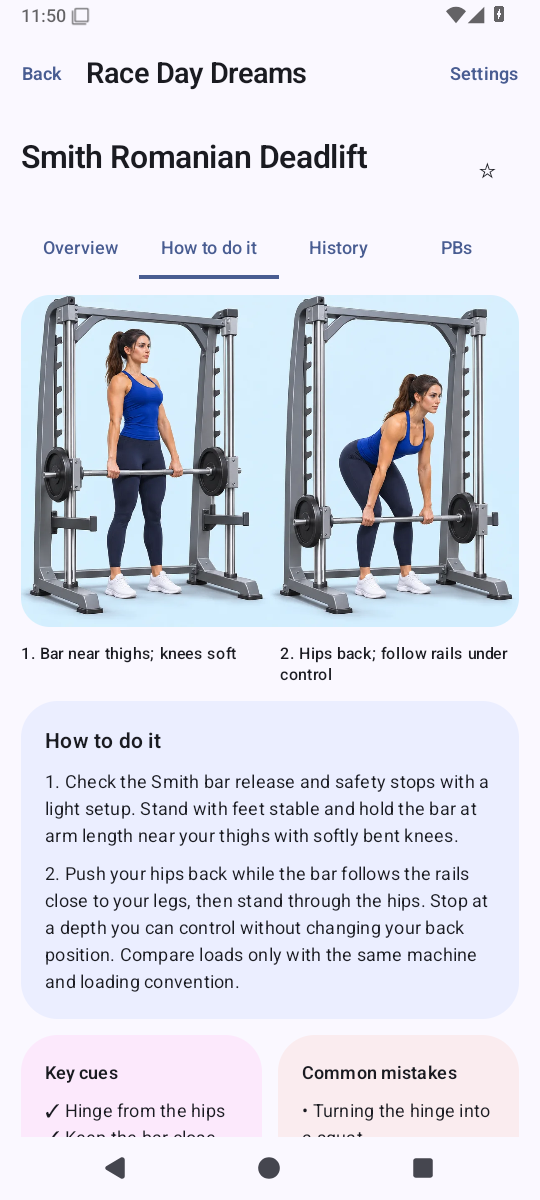 11:50
Back Race Day Dreams Settings
Smith Romanian Deadlift
☆
Overview How to do it History PBs
1. Bar near thighs; knees soft
2. Hips back; follow rails under
control
How to do it
1. Check the Smith bar release and safety stops with a
light setup. Stand with feet stable and hold the bar at
arm length near your thighs with softly bent knees.
2. Push your hips back while the bar follows the rails
close to your legs, then stand through the hips. Stop at
a depth you can control without changing your back
position. Compare loads only with the same machine
and loading convention.
Key cues
✓ Hinge from the hips
✓ Keep the bar close
Common mistakes
• Turning the hinge into
a squat